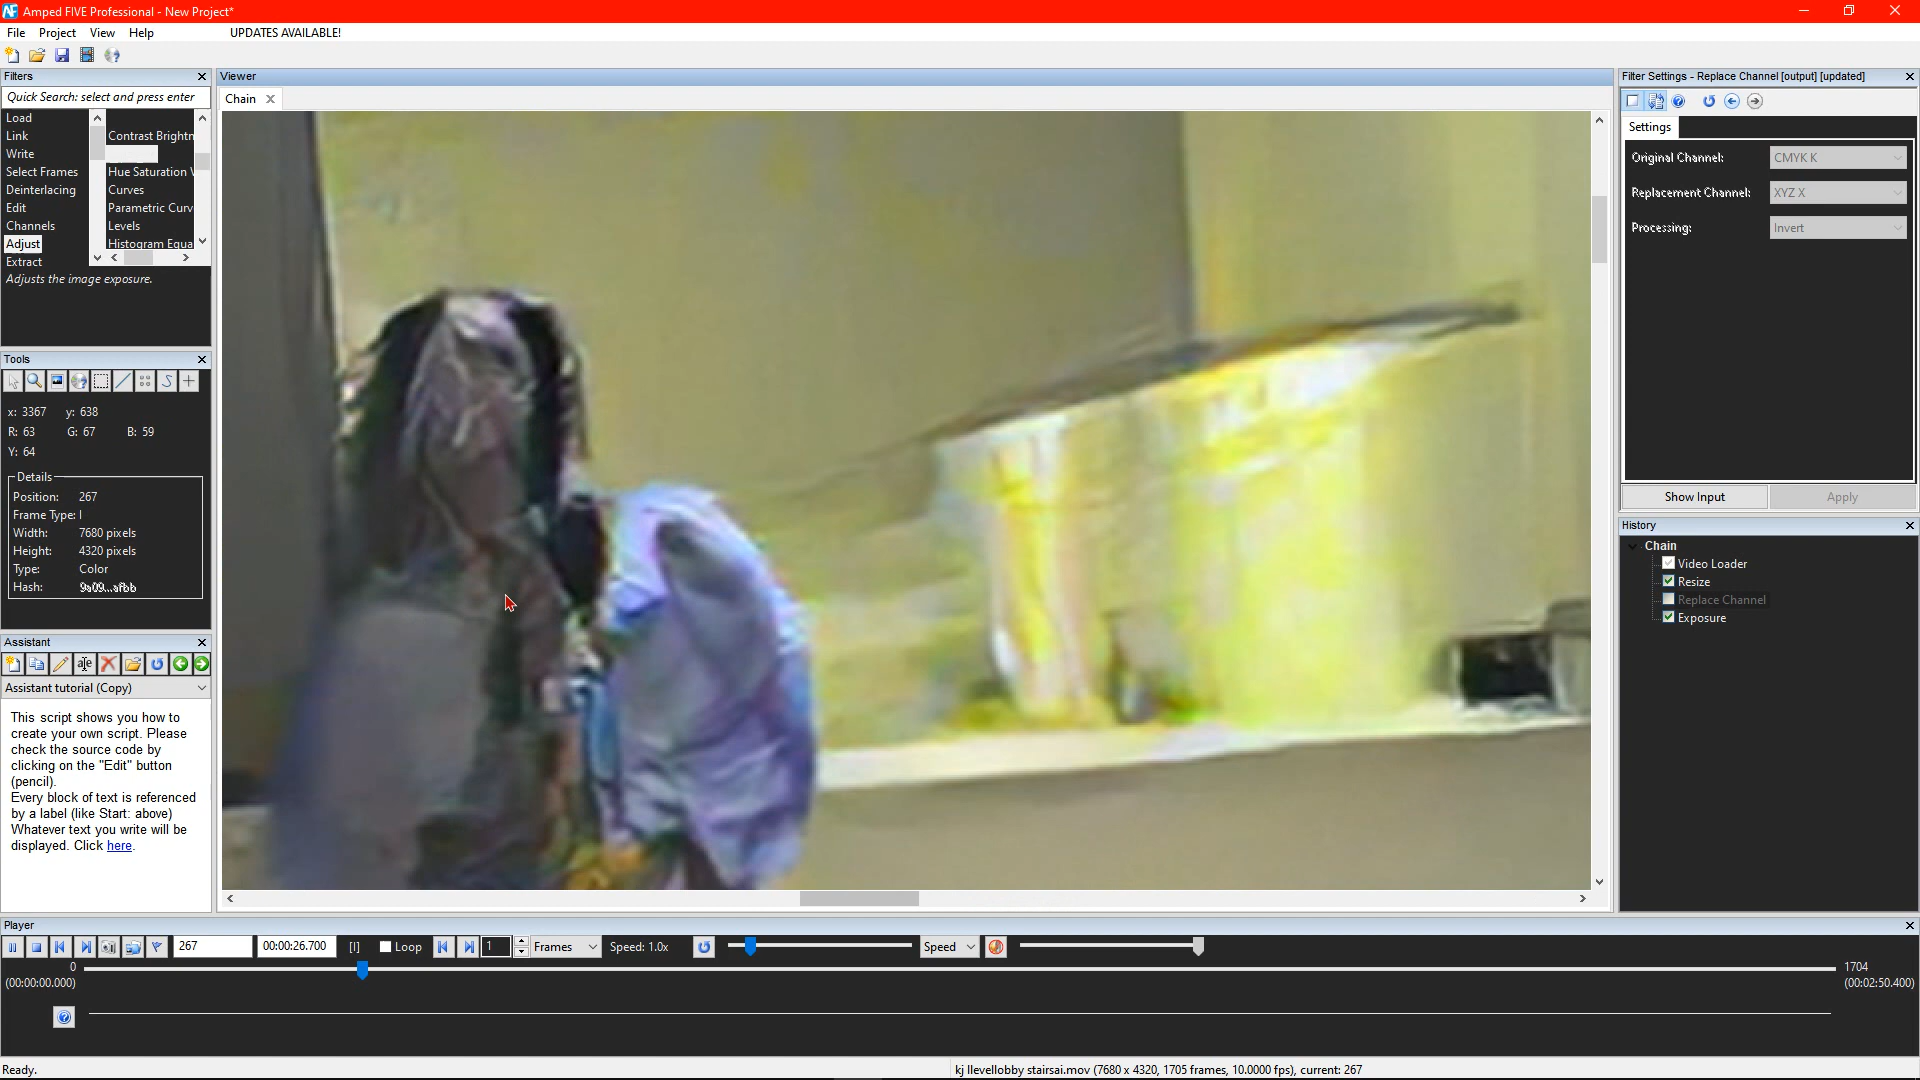 Amped FIVE Professional - New Project*
File Project View Help UPDATES AVAILABLE!
Filters
Quick Search: select and press enter
Load
Link
Write
Select Frames
Deinterlacing
Edit
Channels
Adjust
Extract
Contrast Brightn
Hue Saturation V
Curves
Parametric Curv
Levels
Histogram Equa
Adjusts the image exposure.
Tools
x: 3367 y: 638
R: 63 G: 67 B: 59
Y: 64
Details
Position: 267
Frame Type: I
Width: 7680 pixels
Height: 4320 pixels
Type: Color
Hash: 9a09...afbb
Assistant
Assistant tutorial (Copy)
This script shows you how to
create your own script. Please
check the source code by
clicking on the "Edit" button
(pencil).
Every block of text is referenced
by a label (like Start: above)
Whatever text you write will be
displayed. Click here.
Viewer
Chain
Filter Settings - Replace Channel [output] [updated]
Settings
Original Channel: CMYK K
Replacement Channel: XYZ X
Processing: Invert
Show Input Apply
History
Chain
Video Loader
Resize
Replace Channel
Exposure
Player
267 00:00:26.700 [I] Loop 1 Frames Speed: 1.0x Speed
0 1704
(00:00:00.000) (00:02:50.400)
Ready. kj llevellobby stairsai.mov (7680 x 4320, 1705 frames, 10.0000 fps), current: 267